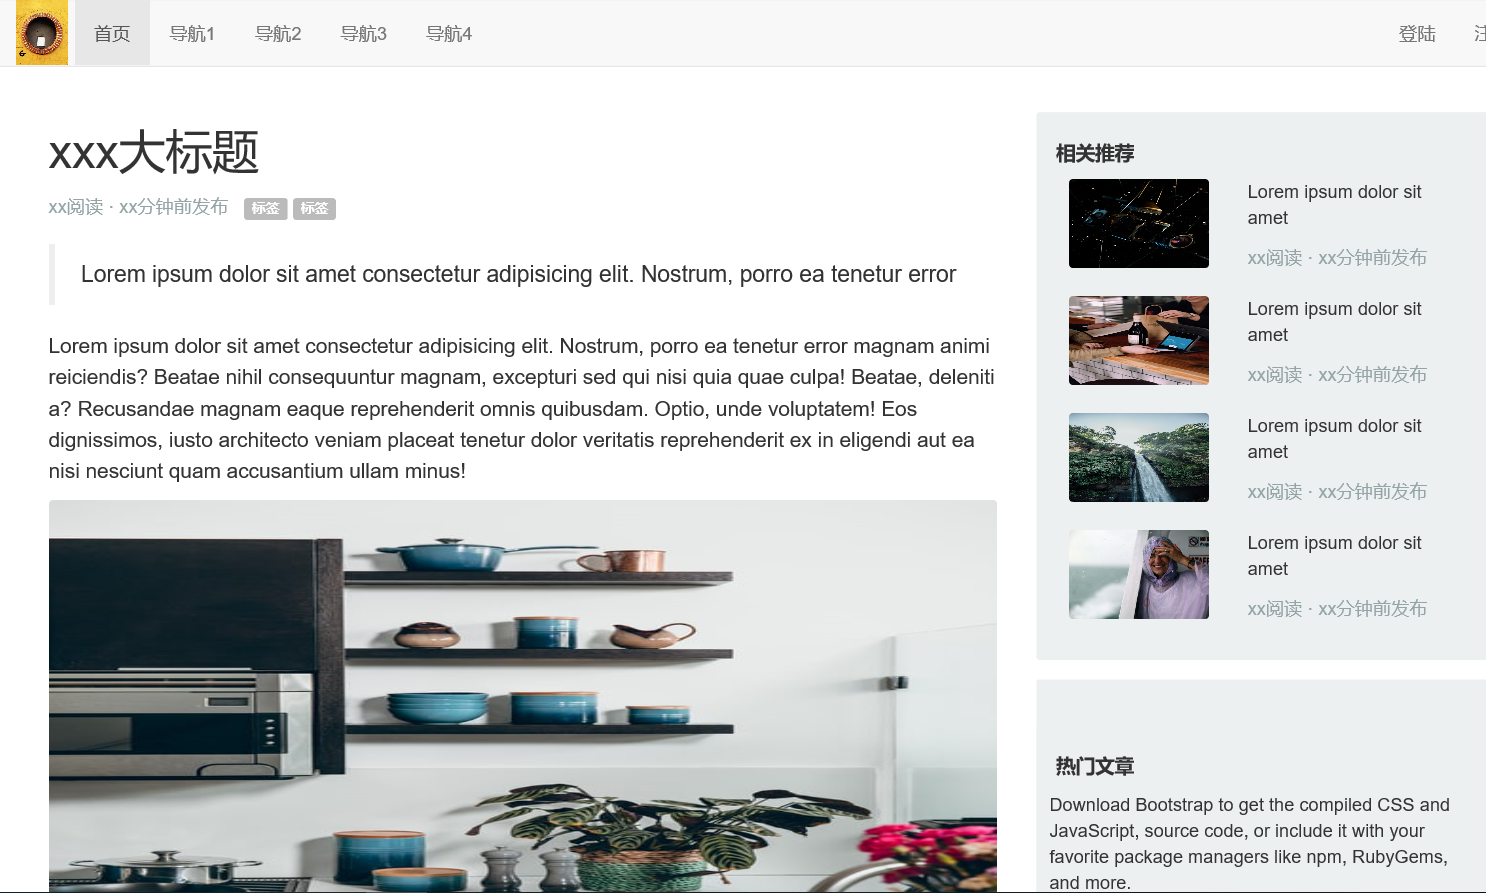 首页 导航1 导航2 导航3 导航4 登陆
xxx大标题
xx阅读 · xx分钟前发布 标签 标签
Lorem ipsum dolor sit amet consectetur adipisicing elit. Nostrum, porro ea tenetur error
Lorem ipsum dolor sit amet consectetur adipisicing elit. Nostrum, porro ea tenetur error magnam animi
reiciendis? Beatae nihil consequuntur magnam, excepturi sed qui nisi quia quae culpa! Beatae, deleniti
a? Recusandae magnam eaque reprehenderit omnis quibusdam. Optio, unde voluptatem! Eos
dignissimos, iusto architecto veniam placeat tenetur dolor veritatis reprehenderit ex in eligendi aut ea
nisi nesciunt quam accusantium ullam minus!
相关推荐
Lorem ipsum dolor sit
amet
xx阅读 · xx分钟前发布
Lorem ipsum dolor sit
amet
xx阅读 · xx分钟前发布
Lorem ipsum dolor sit
amet
xx阅读 · xx分钟前发布
Lorem ipsum dolor sit
amet
xx阅读 · xx分钟前发布
热门文章
Download Bootstrap to get the compiled CSS and
JavaScript, source code, or include it with your
favorite package managers like npm, RubyGems,
and more.